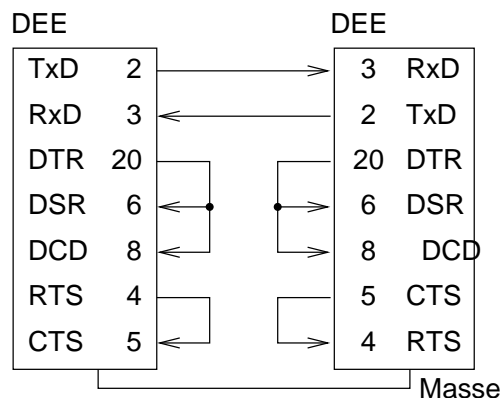 DEE DEE
TxD 2 3 RxD
RxD 3 2 TxD
DTR 20 20 DTR
DSR 6 6 DSR
DCD 8 8 DCD
RTS 4 5 CTS
CTS 5 4 RTS
Masse